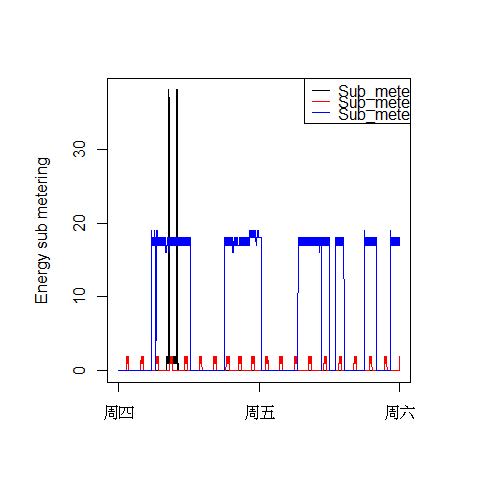 Sub_mete
Sub_mete
Sub_mete
Energy sub metering
30
20
10
0
周四 周五 周六